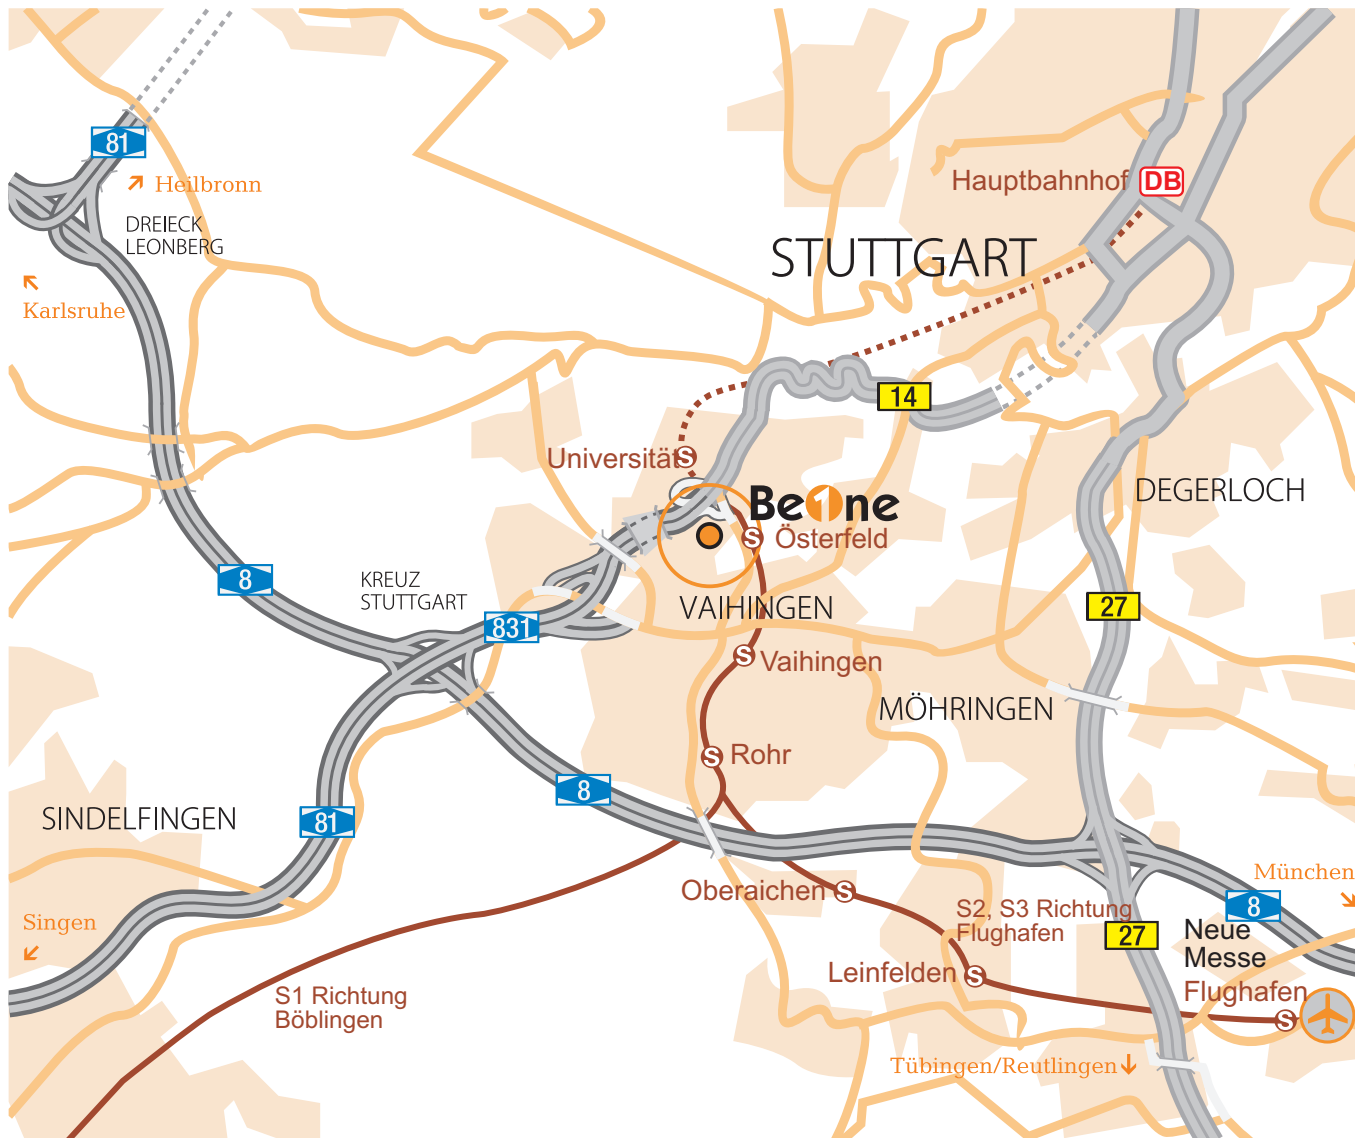 81
Heilbronn
DREIECK
LEONBERG
Karlsruhe
Hauptbahnhof DB
STUTTGART
14
Universität S
Be1ne
S Österfeld
DEGERLOCH
8
KREUZ
STUTTGART
831
VAIHINGEN
27
S Vaihingen
MÖHRINGEN
S Rohr
8
SINDELFINGEN
81
München
8
Oberaichen S
S2, S3 Richtung
Flughafen
27
Neue
Messe
Singen
Leinfelden S
Flughafen S
S1 Richtung
Böblingen
Tübingen/Reutlingen